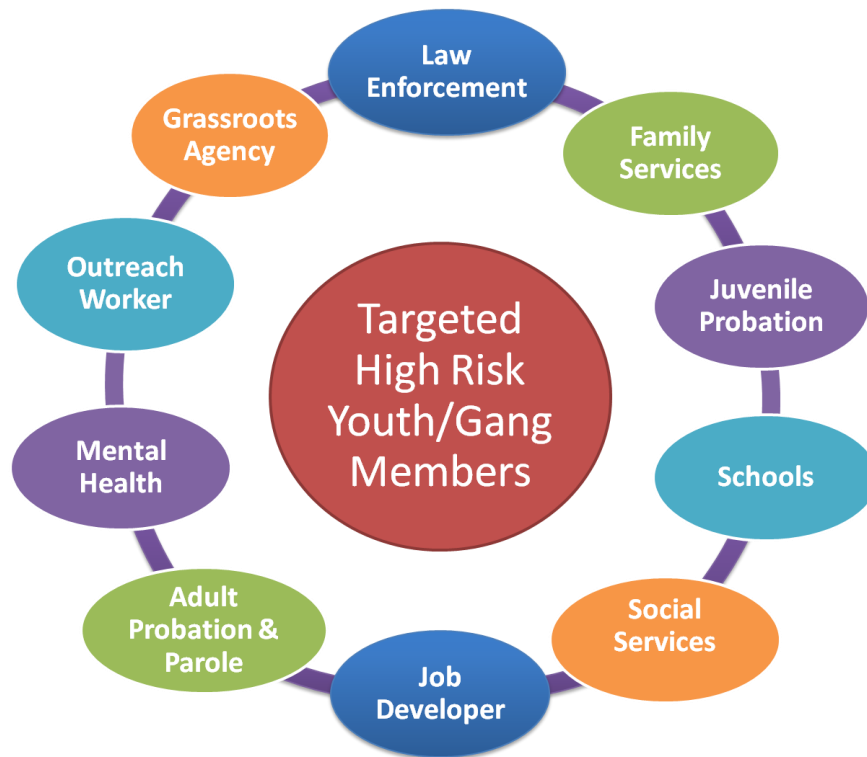 Law
Enforcement
Family
Services
Juvenile
Probation
Schools
Social
Services
Job
Developer
Adult
Probation &
Parole
Mental
Health
Outreach
Worker
Grassroots
Agency
Targeted
High Risk
Youth/Gang
Members